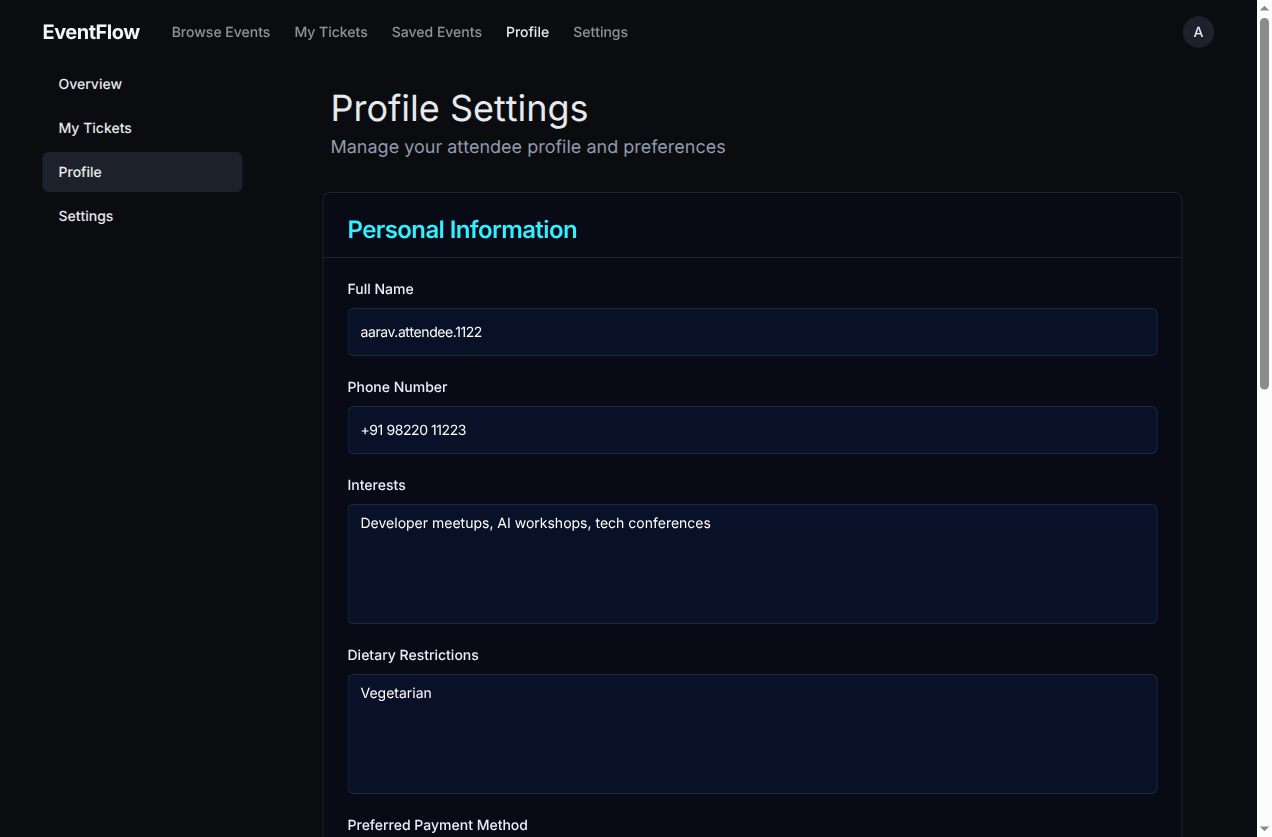 EventFlow Browse Events My Tickets Saved Events Profile Settings A
Overview
My Tickets
Profile
Settings
Profile Settings
Manage your attendee profile and preferences
Personal Information
Full Name
aarav.attendee.1122
Phone Number
+91 98220 11223
Interests
Developer meetups, AI workshops, tech conferences
Dietary Restrictions
Vegetarian
Preferred Payment Method